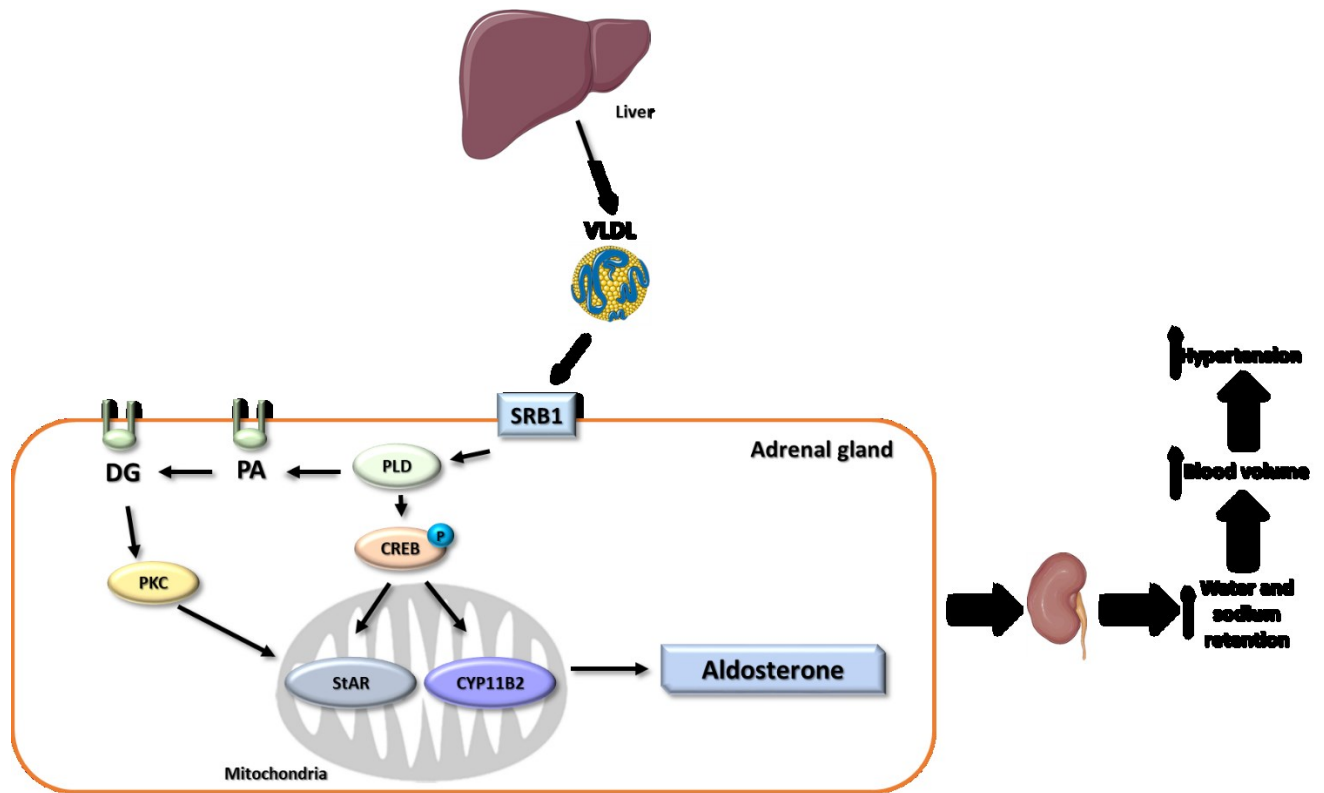 Liver
VLDL
Hypertension
SRB1
Adrenal gland
DG
PA
PLD
Blood volume
CREB
P
PKC
Water and
sodium
retention
StAR
CYP11B2
Aldosterone
Mitochondria